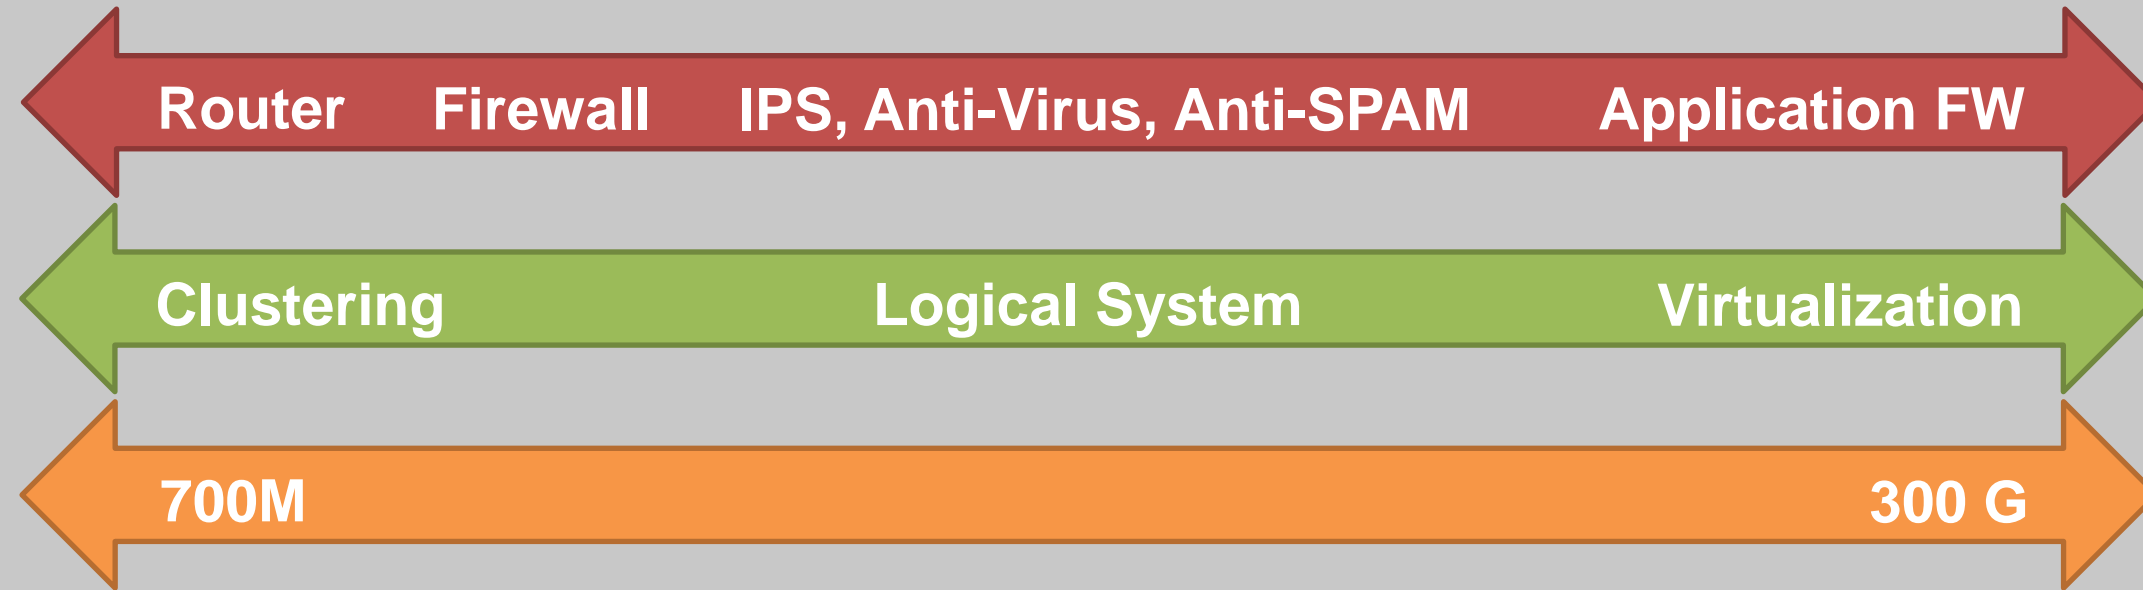 Router Firewall IPS, Anti-Virus, Anti-SPAM Application FW
Clustering Logical System Virtualization
700M 300 G